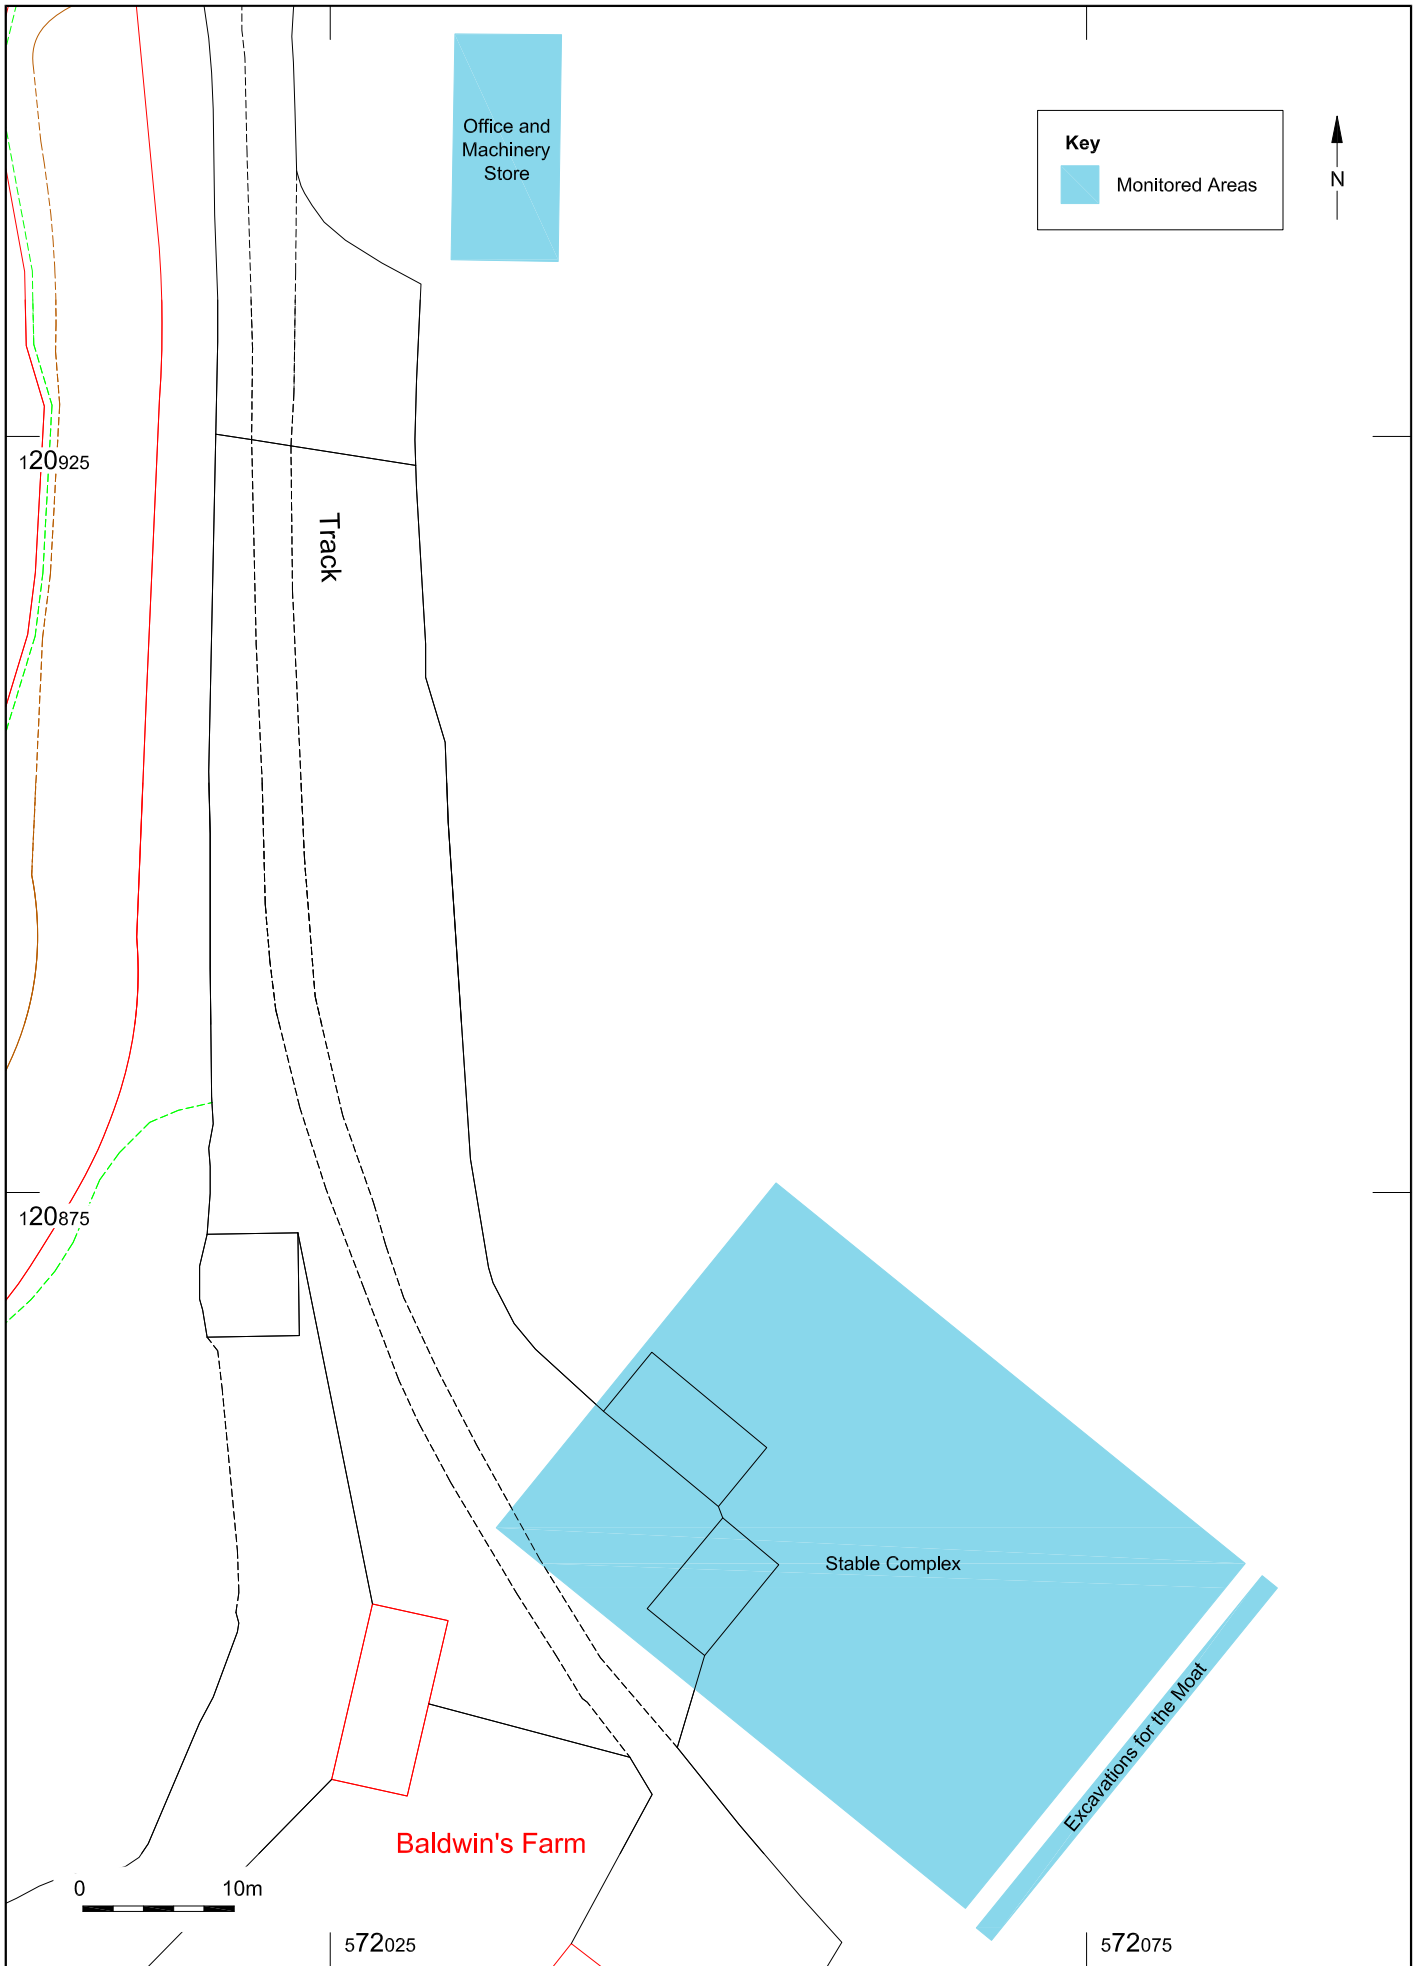 Office and
Machinery
Store
Key
Monitored Areas
N
120925
Track
120875
Stable Complex
Excavations for the Moat
Baldwin's Farm
0 10m
572025
572075